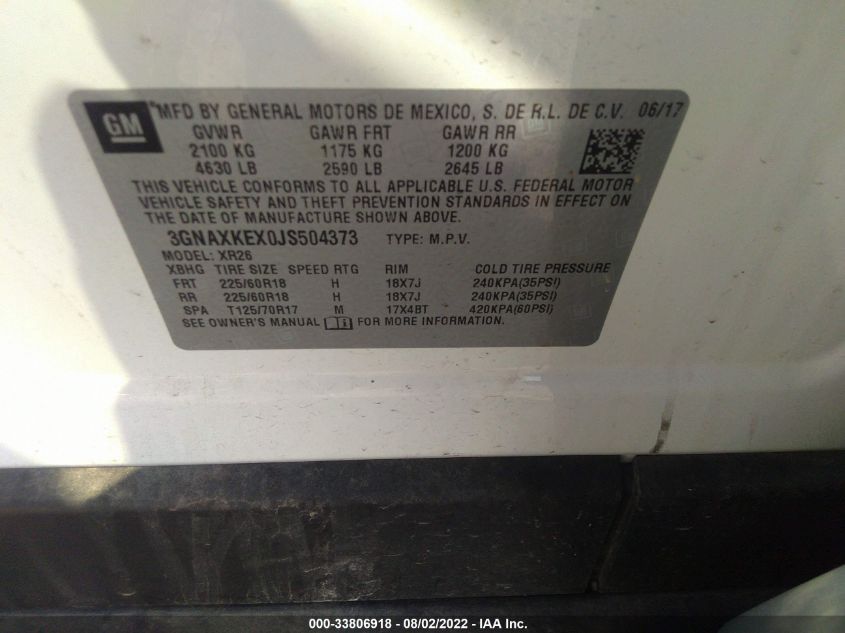 GM
MFD BY GENERAL MOTORS DE MEXICO, S. DE R.L. DE C.V. 06/17
GVWR GAWR FRT GAWR RR
2100 KG 1175 KG 1200 KG
4630 LB 2590 LB 2645 LB
THIS VEHICLE CONFORMS TO ALL APPLICABLE U.S. FEDERAL MOTOR
VEHICLE SAFETY AND THEFT PREVENTION STANDARDS IN EFFECT ON
THE DATE OF MANUFACTURE SHOWN ABOVE.
3GNAXKEX0JS504373 TYPE: M.P.V.
MODEL: XR26
XBHG TIRE SIZE SPEED RTG RIM COLD TIRE PRESSURE
FRT 225/60R18 H 18X7J 240KPA(35PSI)
RR 225/60R18 H 18X7J 240KPA(35PSI)
SPA T125/70R17 M 17X4BT 420KPA(60PSI)
SEE OWNER'S MANUAL FOR MORE INFORMATION.
000-33806918 - 08/02/2022 - IAA Inc.